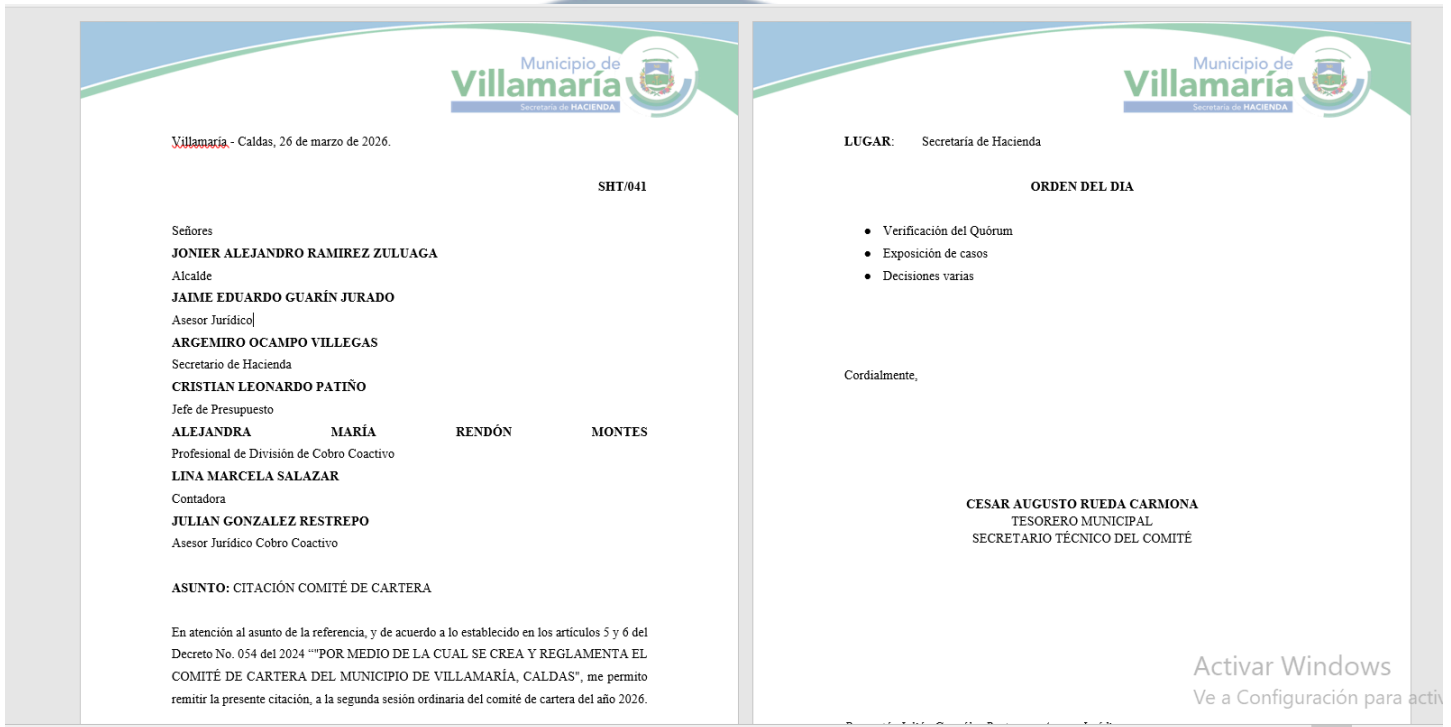 Municipio de
Villamaría
Secretaría de HACIENDA
Villamaría - Caldas, 26 de marzo de 2026.
SHT/041
Señores
JONIER ALEJANDRO RAMIREZ ZULUAGA
Alcalde
JAIME EDUARDO GUARÍN JURADO
Asesor Jurídico
ARGEMIRO OCAMPO VILLEGAS
Secretario de Hacienda
CRISTIAN LEONARDO PATIÑO
Jefe de Presupuesto
ALEJANDRA MARÍA RENDÓN MONTES
Profesional de División de Cobro Coactivo
LINA MARCELA SALAZAR
Contadora
JULIAN GONZALEZ RESTREPO
Asesor Jurídico Cobro Coactivo
ASUNTO: CITACIÓN COMITÉ DE CARTERA
En atención al asunto de la referencia, y de acuerdo a lo establecido en los artículos 5 y 6 del
Decreto No. 054 del 2024 “"POR MEDIO DE LA CUAL SE CREA Y REGLAMENTA EL
COMITÉ DE CARTERA DEL MUNICIPIO DE VILLAMARÍA, CALDAS", me permito
remitir la presente citación, a la segunda sesión ordinaria del comité de cartera del año 2026.
Municipio de
Villamaría
Secretaría de HACIENDA
LUGAR: Secretaría de Hacienda
ORDEN DEL DIA
● Verificación del Quórum
● Exposición de casos
● Decisiones varias
Cordialmente,
CESAR AUGUSTO RUEDA CARMONA
TESORERO MUNICIPAL
SECRETARIO TÉCNICO DEL COMITÉ
Activar Windows
Ve a Configuración para activ